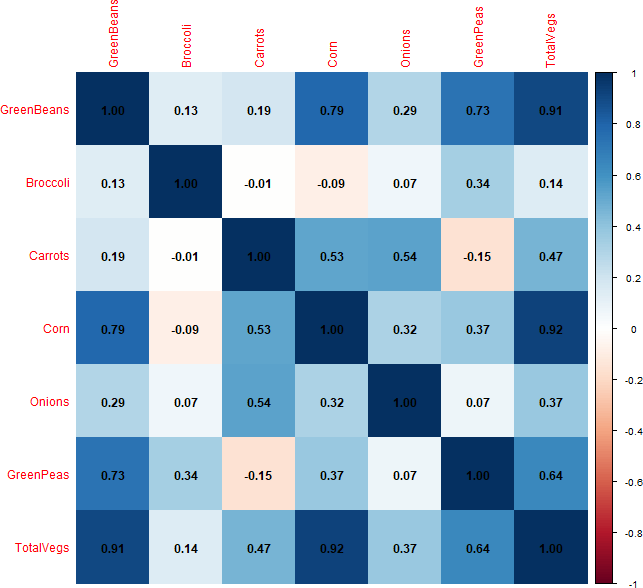 GreenBeans Broccoli Carrots Corn Onions GreenPeas TotalVegs
GreenBeans 1.00 0.13 0.19 0.79 0.29 0.73 0.91
Broccoli 0.13 1.00 -0.01 -0.09 0.07 0.34 0.14
Carrots 0.19 -0.01 1.00 0.53 0.54 -0.15 0.47
Corn 0.79 -0.09 0.53 1.00 0.32 0.37 0.92
Onions 0.29 0.07 0.54 0.32 1.00 0.07 0.37
GreenPeas 0.73 0.34 -0.15 0.37 0.07 1.00 0.64
TotalVegs 0.91 0.14 0.47 0.92 0.37 0.64 1.00
1
0.8
0.6
0.4
0.2
0
-0.2
-0.4
-0.6
-0.8
-1